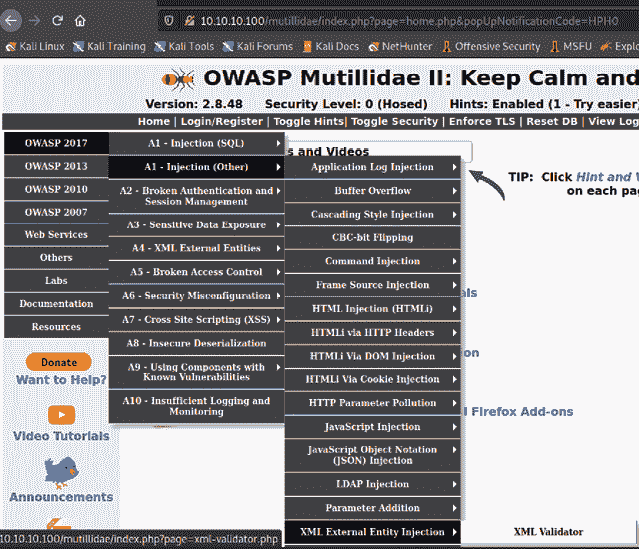 10.10.10.100/mutillidae/index.php?page=home.php&popUpNotificationCode=HPH0
Kali Linux Kali Training Kali Tools Kali Forums Kali Docs NetHunter Offensive Security MSFU
OWASP Mutillidae II: Keep Calm and
Version: 2.8.48 Security Level: 0 (Hosed) Hints: Enabled (1 - Try easier)
Home | Login/Register | Toggle Hints | Toggle Security | Enforce TLS | Reset DB | View Log
OWASP 2017
OWASP 2013
OWASP 2010
OWASP 2007
Web Services
Others
Labs
Documentation
Resources
Donate
Want to Help?
Video Tutorials
Announcements
A1 - Injection (SQL)
A1 - Injection (Other)
A2 - Broken Authentication and
Session Management
A3 - Sensitive Data Exposure
A4 - XML External Entities
A5 - Broken Access Control
A6 - Security Misconfiguration
A7 - Cross Site Scripting (XSS)
A8 - Insecure Deserialization
A9 - Using Components with
Known Vulnerabilities
A10 - Insufficient Logging and
Monitoring
s and Videos
Application Log Injection
Buffer Overflow
Cascading Style Injection
CBC-bit Flipping
Command Injection
Frame Source Injection
HTML Injection (HTMLi)
HTMLi via HTTP Headers
HTMLi Via DOM Injection
HTMLi Via Cookie Injection
HTTP Parameter Pollution
JavaScript Injection
JavaScript Object Notation
(JSON) Injection
LDAP Injection
Parameter Addition
XML External Entity Injection
XML Validator
TIP: Click Hint and V
on each pag
als
on
l Firefox Add-ons
10.10.10.100/mutillidae/index.php?page=xml-validator.php